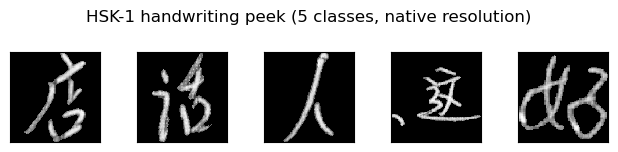 HSK-1 handwriting peek (5 classes, native resolution)
店 话 人 这 好